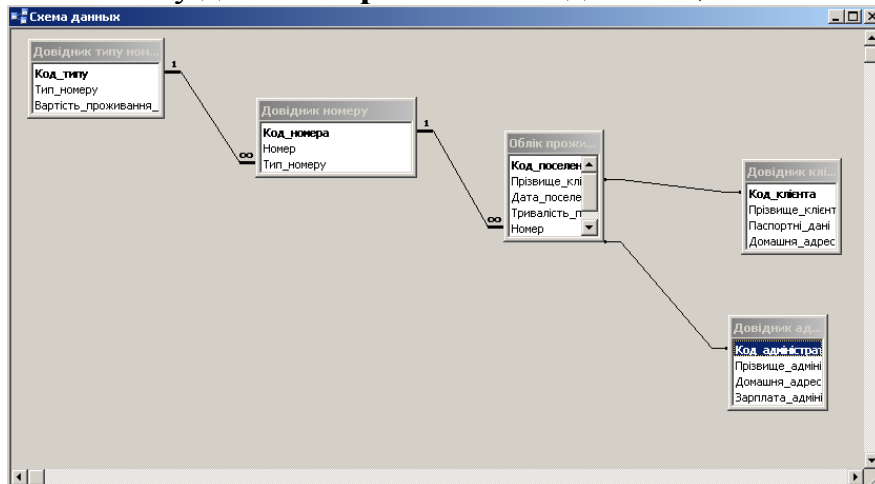 Схема данных
Довідник типу ном...
Код_типу
Тип_номеру
Вартість_проживання_
1
∞
Довідник номеру
Код_номера
Номер
Тип_номеру
1
∞
Облік прожи...
Код_поселен
Прізвище_клі
Дата_поселе
Тривалість_п
Номер
Довідник клі...
Код_клієнта
Прізвище_клієнт
Паспортні_дані
Домашня_адрес
Довідник ад...
Код_адміністрат
Прізвище_адміні
Домашня_адрес
Зарплата_адміні